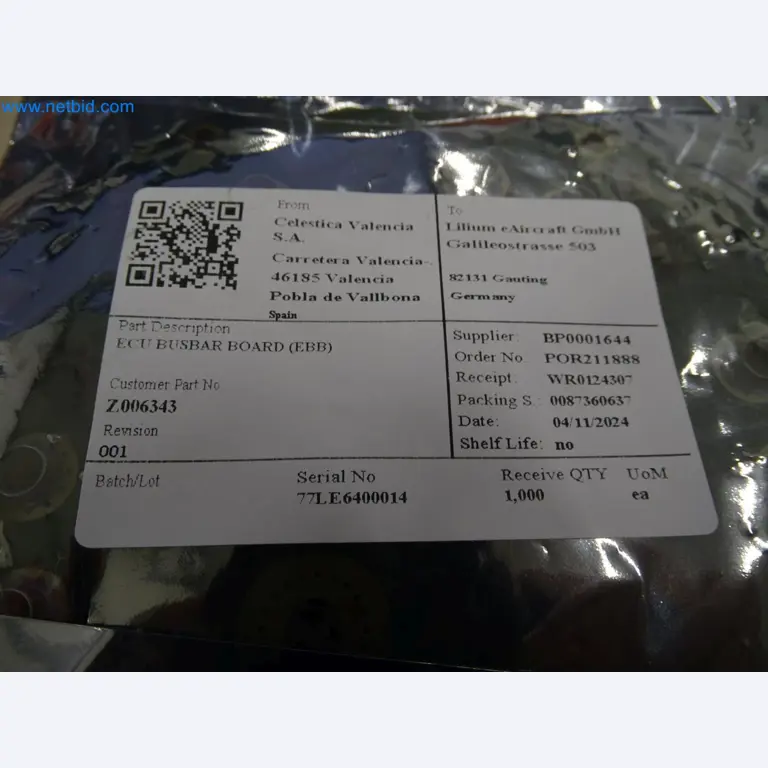 www.netbid.com
From
Celestica Valencia
S.A.
Carretera Valencia-.
46185 Valencia
Pobla de Vallbona
Spain
To
Lilium eAircraft GmbH
Galileostrasse 503
82131 Gauting
Germany
Part Description
ECU BUSBAR BOARD (EBB)
Customer Part No
Z006343
Revision
001
Supplier: BP0001644
Order No. POR211888
Receipt: WR0124307
Packing S.: 0087360637
Date: 04/11/2024
Shelf Life: no
Batch/Lot
Serial No
77LE6400014
Receive QTY UoM
1,000 ea